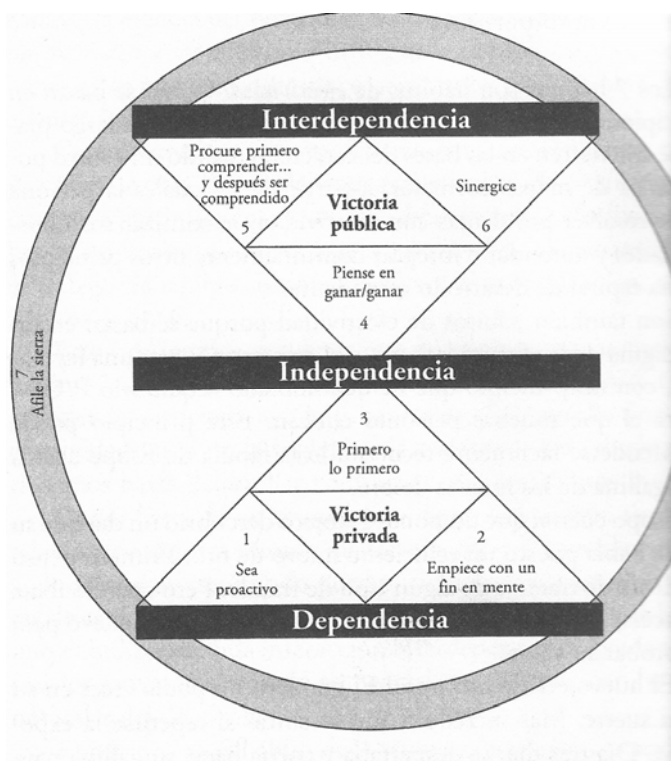 Interdependencia
Procure primero
comprender...
y después ser
comprendido
5
Victoria
pública
Sinergice
6
Piense en
ganar/ganar
4
7
Afile la sierra
Independencia
3
Primero
lo primero
Victoria
privada
1
Sea
proactivo
2
Empiece con un
fin en mente
Dependencia